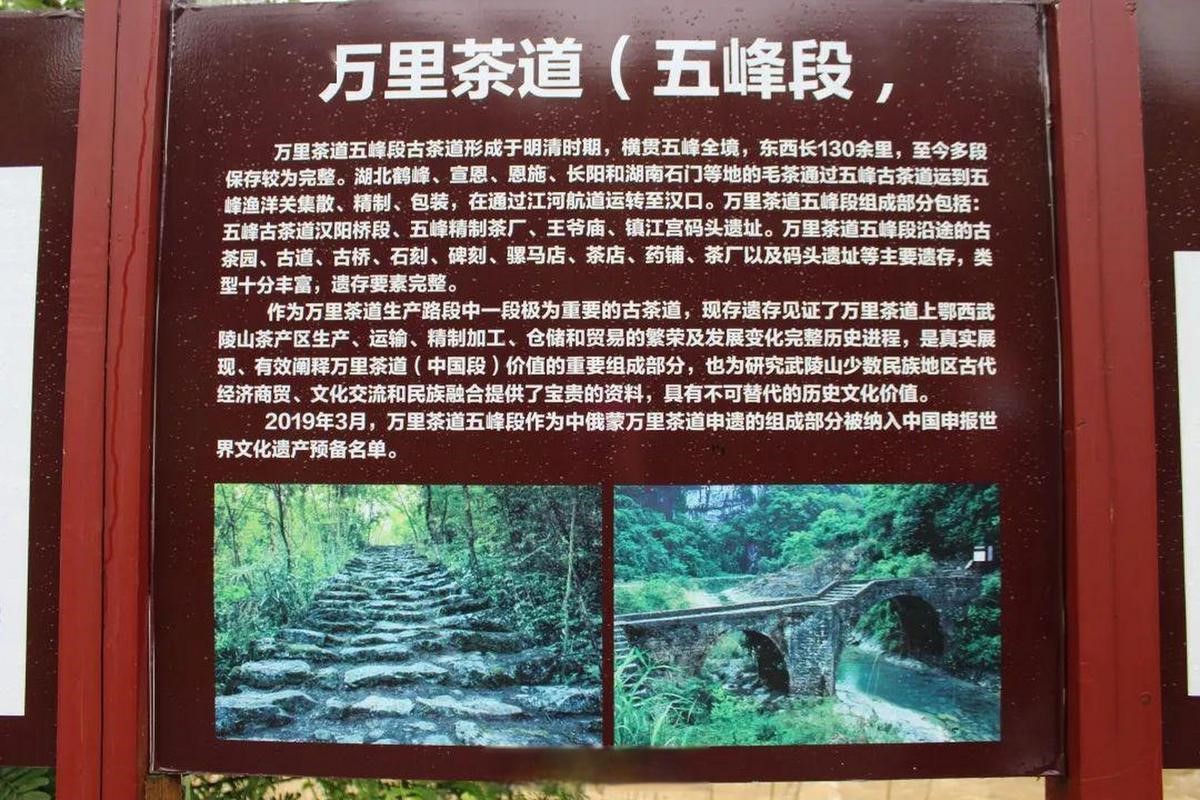 万里茶道（五峰段，
万里茶道五峰段古茶道形成于明清时期，横贯五峰全境，东西长130余里，至今多段
保存较为完整。湖北鹤峰、宣恩、恩施、长阳和湖南石门等地的毛茶通过五峰古茶道运到五
峰渔洋关集散、精制、包装，在通过江河航道运转至汉口。万里茶道五峰段组成部分包括：
五峰古茶道汉阳桥段、五峰精制茶厂、王爷庙、镇江宫码头遗址。万里茶道五峰段沿途的古
茶园、古道、古桥、石刻、碑刻、骡马店、茶店、药铺、茶厂以及码头遗址等主要遗存，类
型十分丰富，遗存要素完整。
作为万里茶道生产路段中一段极为重要的古茶道，现存遗存见证了万里茶道上鄂西武
陵山茶产区生产、运输、精制加工、仓储和贸易的繁荣及发展变化完整历史进程，是真实展
现、有效阐释万里茶道（中国段）价值的重要组成部分，也为研究武陵山少数民族地区古代
经济商贸、文化交流和民族融合提供了宝贵的资料，具有不可替代的历史文化价值。
2019年3月，万里茶道五峰段作为中俄蒙万里茶道申遗的组成部分被纳入中国申报世
界文化遗产预备名单。